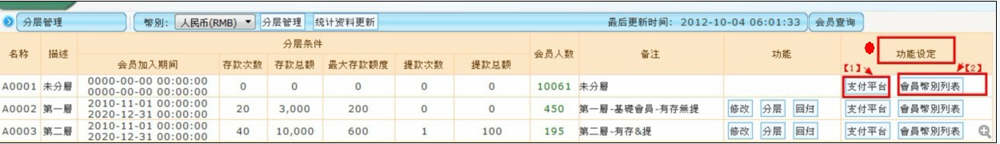 分层管理 幣別: 人民币(RMB) 分层管理 统计资料更新 最后更新时间: 2012-10-04 06:01:33 会员查询
名称 描述 分层条件 会员人数 备注 功能 功能设定
会员加入期间 存款次数 存款总额 最大存款额度 提款次数 提款总额
【1】 【2】
A0001 未分層 0000-00-00 00:00:00 0 0 0 0 0 10061 未分層 支付平台 會員幣別列表
0000-00-00 00:00:00
A0002 第一層 2010-11-01 00:00:00 20 3,000 200 0 0 450 第一層-基礎會員-有存無提 修改 分层 回归 支付平台 會員幣別列表
2020-12-31 00:00:00
A0003 第二層 2010-11-01 00:00:00 40 10,000 600 1 100 195 第二層-有存&提 修改 分层 回归 支付平台 會員幣別列表
2020-12-31 00:00:00